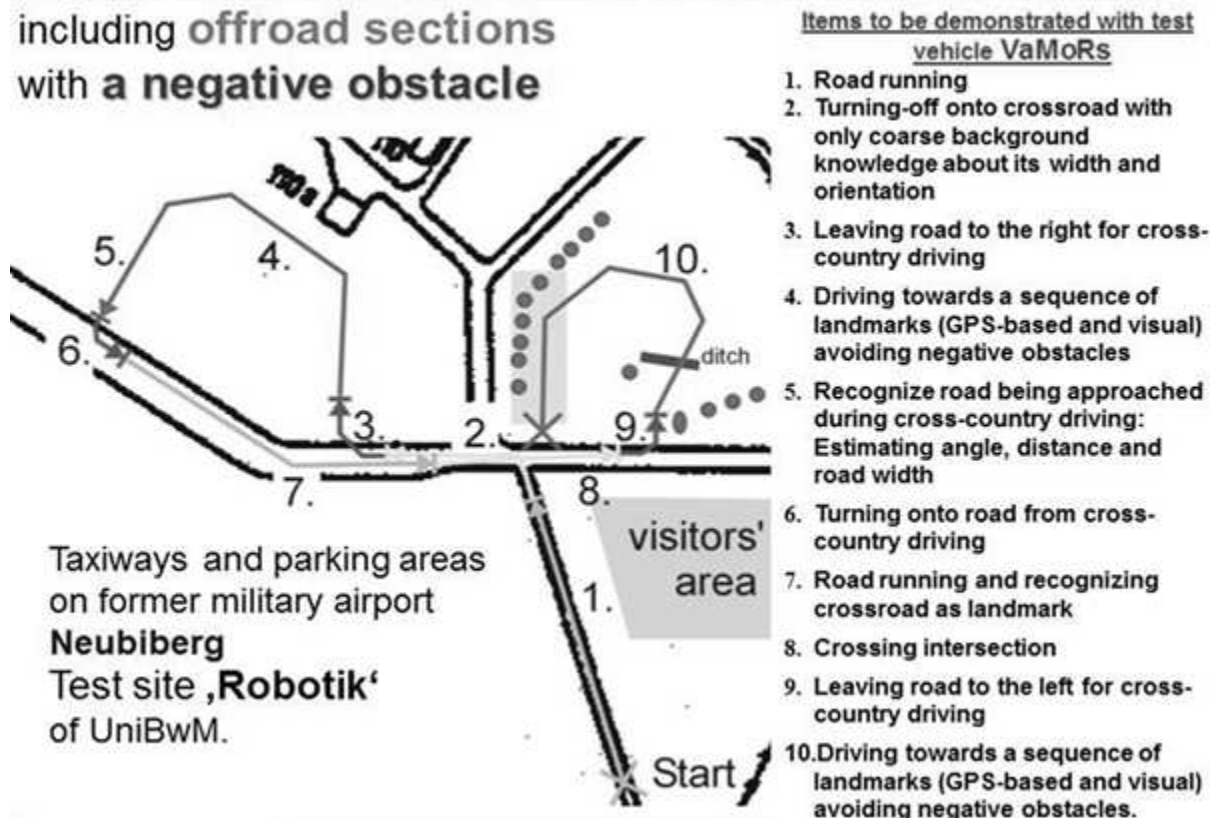 including offroad sections
with a negative obstacle
5.
4.
10.
6.
ditch
3.
2.
9.
7.
8.
visitors'
area
1.
Start
Taxiways and parking areas
on former military airport
Neubiberg
Test site ‚Robotik‘
of UniBwM.
Items to be demonstrated with test
vehicle VaMoRs
1. Road running
2. Turning-off onto crossroad with
only coarse background
knowledge about its width and
orientation
3. Leaving road to the right for cross-
country driving
4. Driving towards a sequence of
landmarks (GPS-based and visual)
avoiding negative obstacles
5. Recognize road being approached
during cross-country driving:
Estimating angle, distance and
road width
6. Turning onto road from cross-
country driving
7. Road running and recognizing
crossroad as landmark
8. Crossing intersection
9. Leaving road to the left for cross-
country driving
10.Driving towards a sequence of
landmarks (GPS-based and visual)
avoiding negative obstacles.